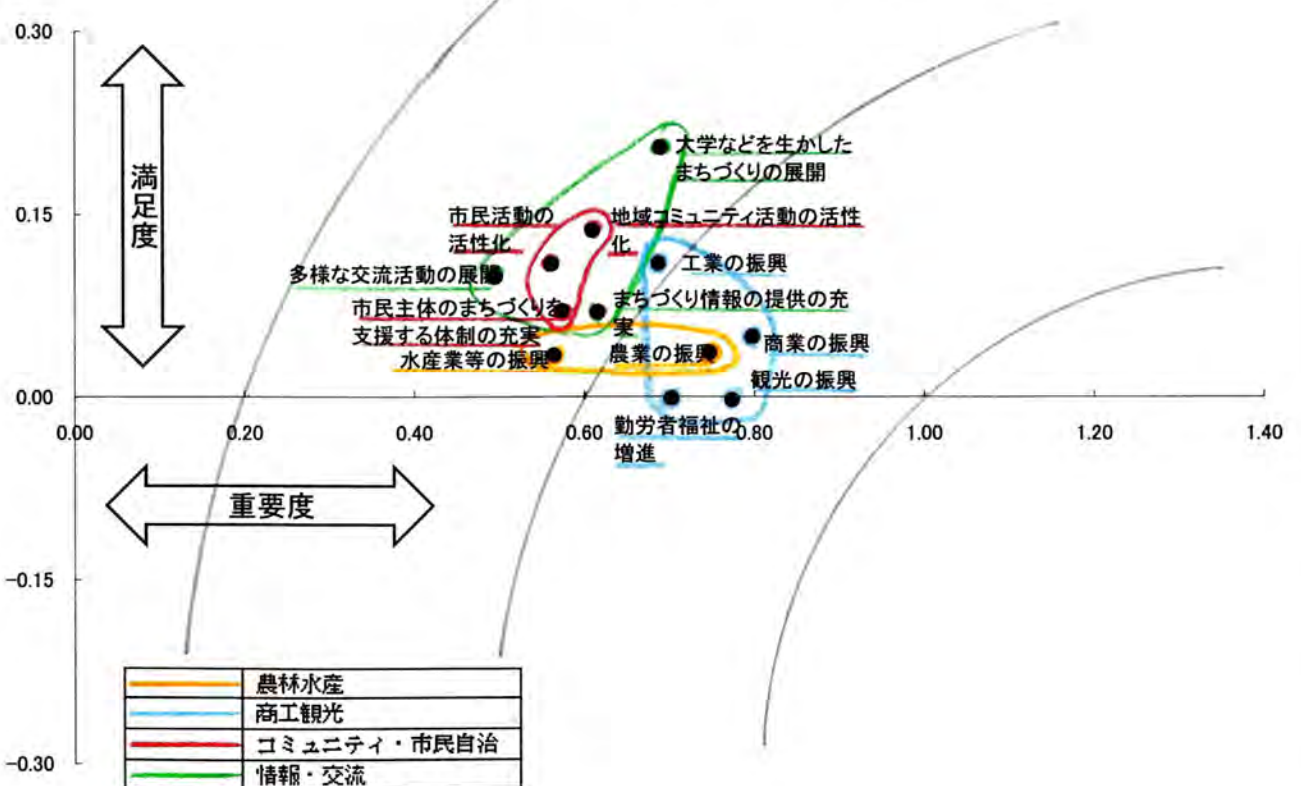 0.30
大学などを生かした
まちづくりの展開
満足度
0.15
市民活動の
活性化
地域コミュニティ活動の活性
化
工業の振興
多様な交流活動の展開
市民主体のまちづくりを
支援する体制の充実
まちづくり情報の提供の充
実
水産業等の振興
農業の振興
商業の振興
観光の振興
0.00
0.00
0.20
0.40
0.60
0.80
1.00
1.20
1.40
勤労者福祉の
増進
重要度
−0.15
農林水産
商工観光
コミュニティ・市民自治
情報・交流
−0.30